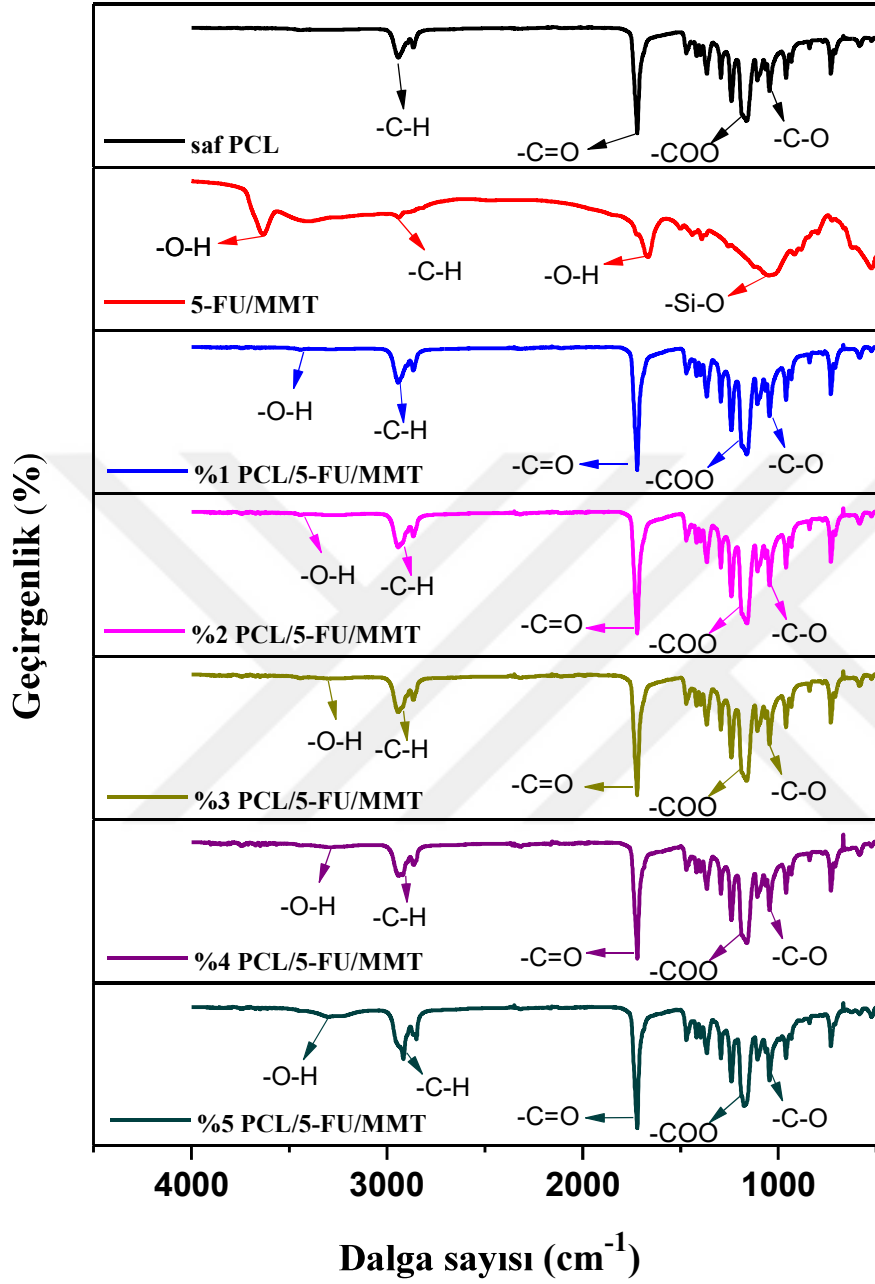 -C-H
-C=O
-COO
-C-O
saf PCL
-O-H
-C-H
-O-H
-Si-O
5-FU/MMT
-O-H
-C-H
-C=O
-COO
-C-O
%1 PCL/5-FU/MMT
-O-H
-C-H
-C=O
-COO
-C-O
%2 PCL/5-FU/MMT
-O-H
-C-H
-C=O
-COO
-C-O
%3 PCL/5-FU/MMT
-O-H
-C-H
-C=O
-COO
-C-O
%4 PCL/5-FU/MMT
-O-H
-C-H
-C=O
-COO
-C-O
%5 PCL/5-FU/MMT
Geçirgenlik (%)
4000 3000 2000 1000
Dalga sayısı (cm⁻¹)